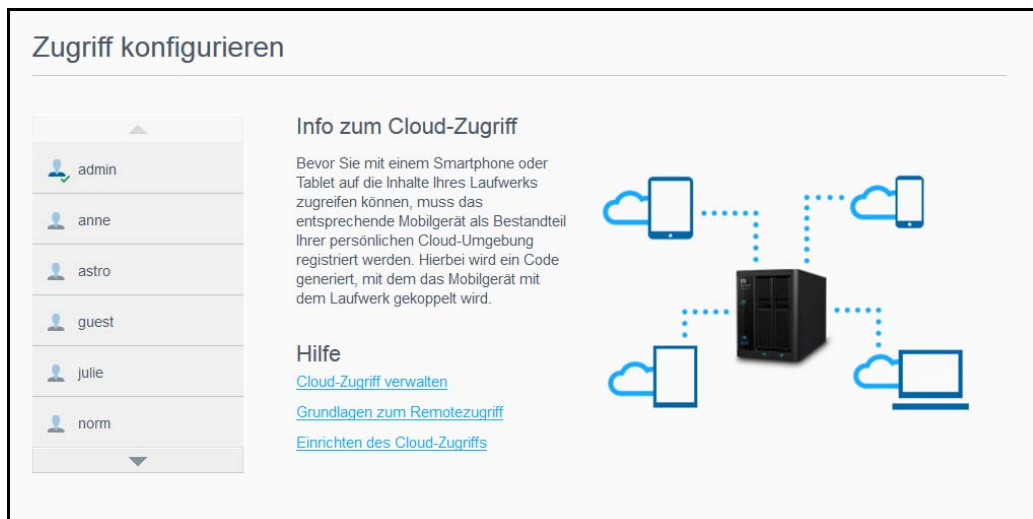 Zugriff konfigurieren
admin
anne
astro
guest
julie
norm
Info zum Cloud-Zugriff
Bevor Sie mit einem Smartphone oder
Tablet auf die Inhalte Ihres Laufwerks
zugreifen können, muss das
entsprechende Mobilgerät als Bestandteil
Ihrer persönlichen Cloud-Umgebung
registriert werden. Hierbei wird ein Code
generiert, mit dem das Mobilgerät mit
dem Laufwerk gekoppelt wird.
Hilfe
Cloud-Zugriff verwalten
Grundlagen zum Remotezugriff
Einrichten des Cloud-Zugriffs